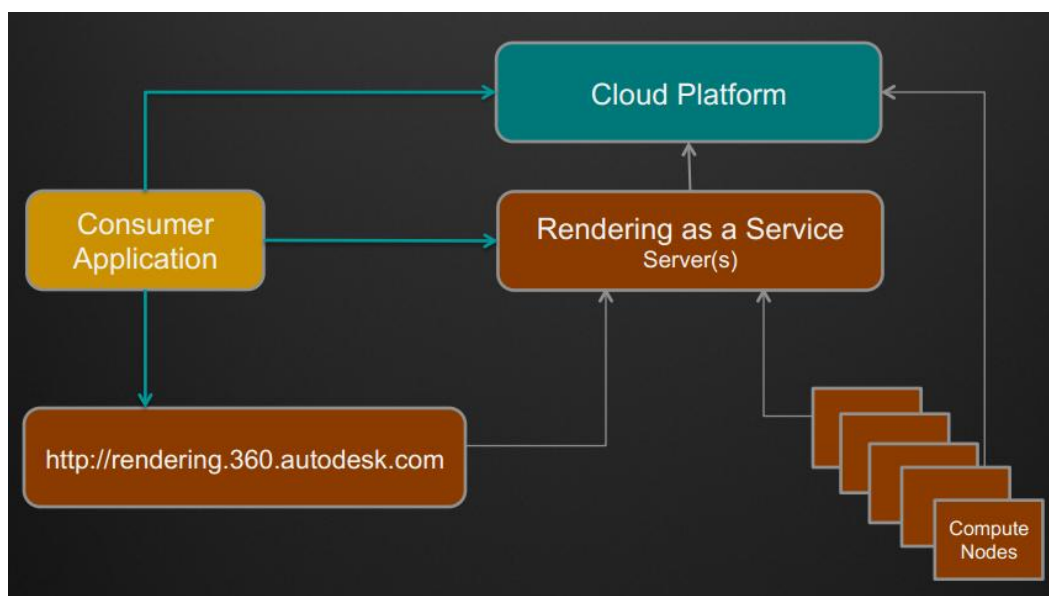 Cloud Platform
Consumer
Application
Rendering as a Service
Server(s)
http://rendering.360.autodesk.com
Compute
Nodes